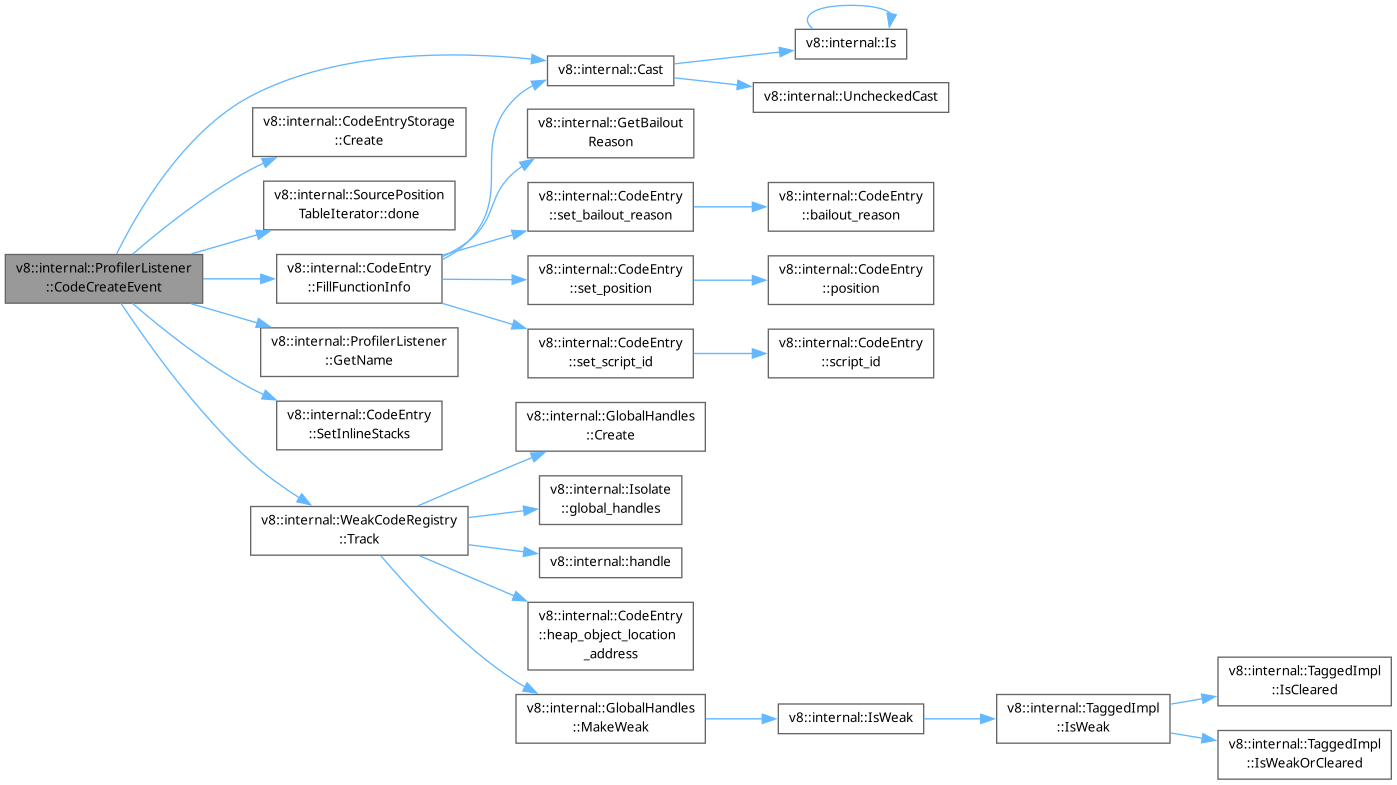 v8::internal::ProfilerListener
::CodeCreateEvent
v8::internal::Cast
v8::internal::Is
v8::internal::UncheckedCast
v8::internal::CodeEntryStorage
::Create
v8::internal::SourcePosition
TableIterator::done
v8::internal::CodeEntry
::FillFunctionInfo
v8::internal::GetBailout
Reason
v8::internal::CodeEntry
::set_bailout_reason
v8::internal::CodeEntry
::bailout_reason
v8::internal::CodeEntry
::set_position
v8::internal::CodeEntry
::position
v8::internal::CodeEntry
::set_script_id
v8::internal::CodeEntry
::script_id
v8::internal::ProfilerListener
::GetName
v8::internal::CodeEntry
::SetInlineStacks
v8::internal::WeakCodeRegistry
::Track
v8::internal::GlobalHandles
::Create
v8::internal::Isolate
::global_handles
v8::internal::handle
v8::internal::CodeEntry
::heap_object_location
_address
v8::internal::GlobalHandles
::MakeWeak
v8::internal::IsWeak
v8::internal::TaggedImpl
::IsWeak
v8::internal::TaggedImpl
::IsCleared
v8::internal::TaggedImpl
::IsWeakOrCleared